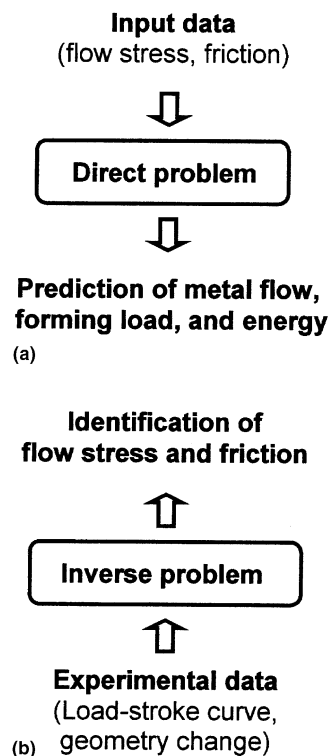 Input data
(flow stress, friction)
Direct problem
Prediction of metal flow,
forming load, and energy
(a)
Identification of
flow stress and friction
Inverse problem
Experimental data
(Load-stroke curve,
(b) geometry change)